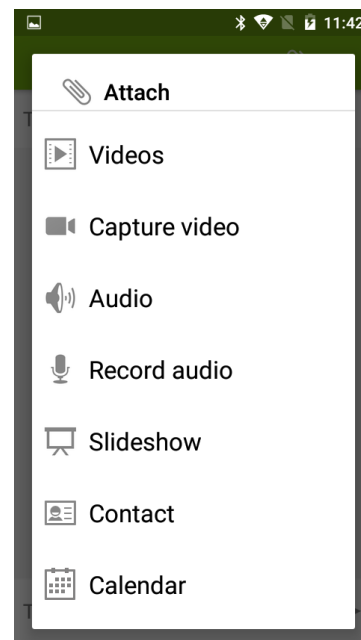 11:42
Attach
Videos
Capture video
Audio
Record audio
Slideshow
Contact
Calendar